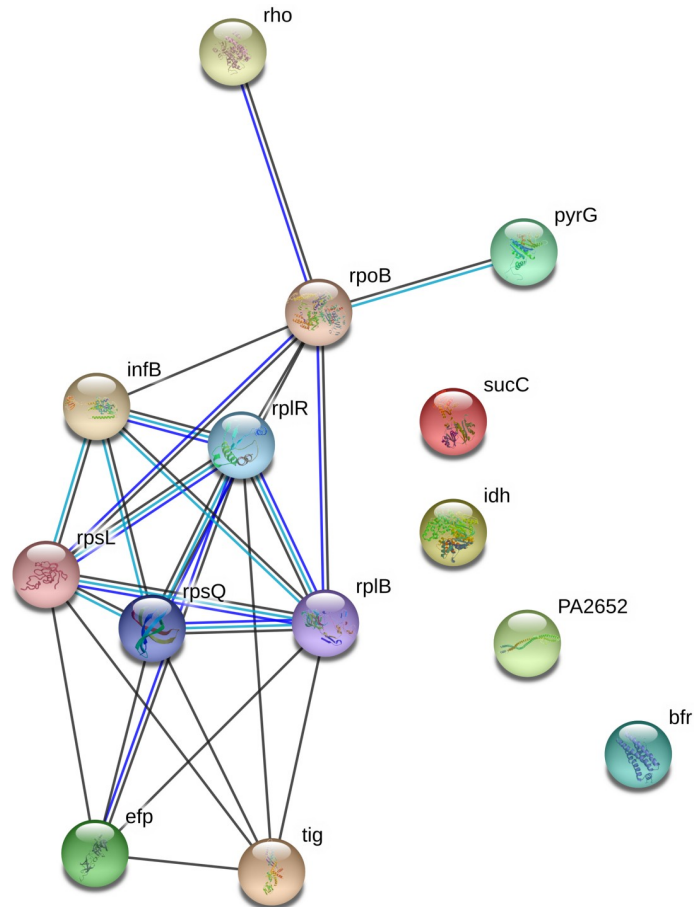 rho
pyrG
rpoB
infB
sucC
rplR
idh
rpsL
rpsQ
rplB
PA2652
bfr
efp
tig